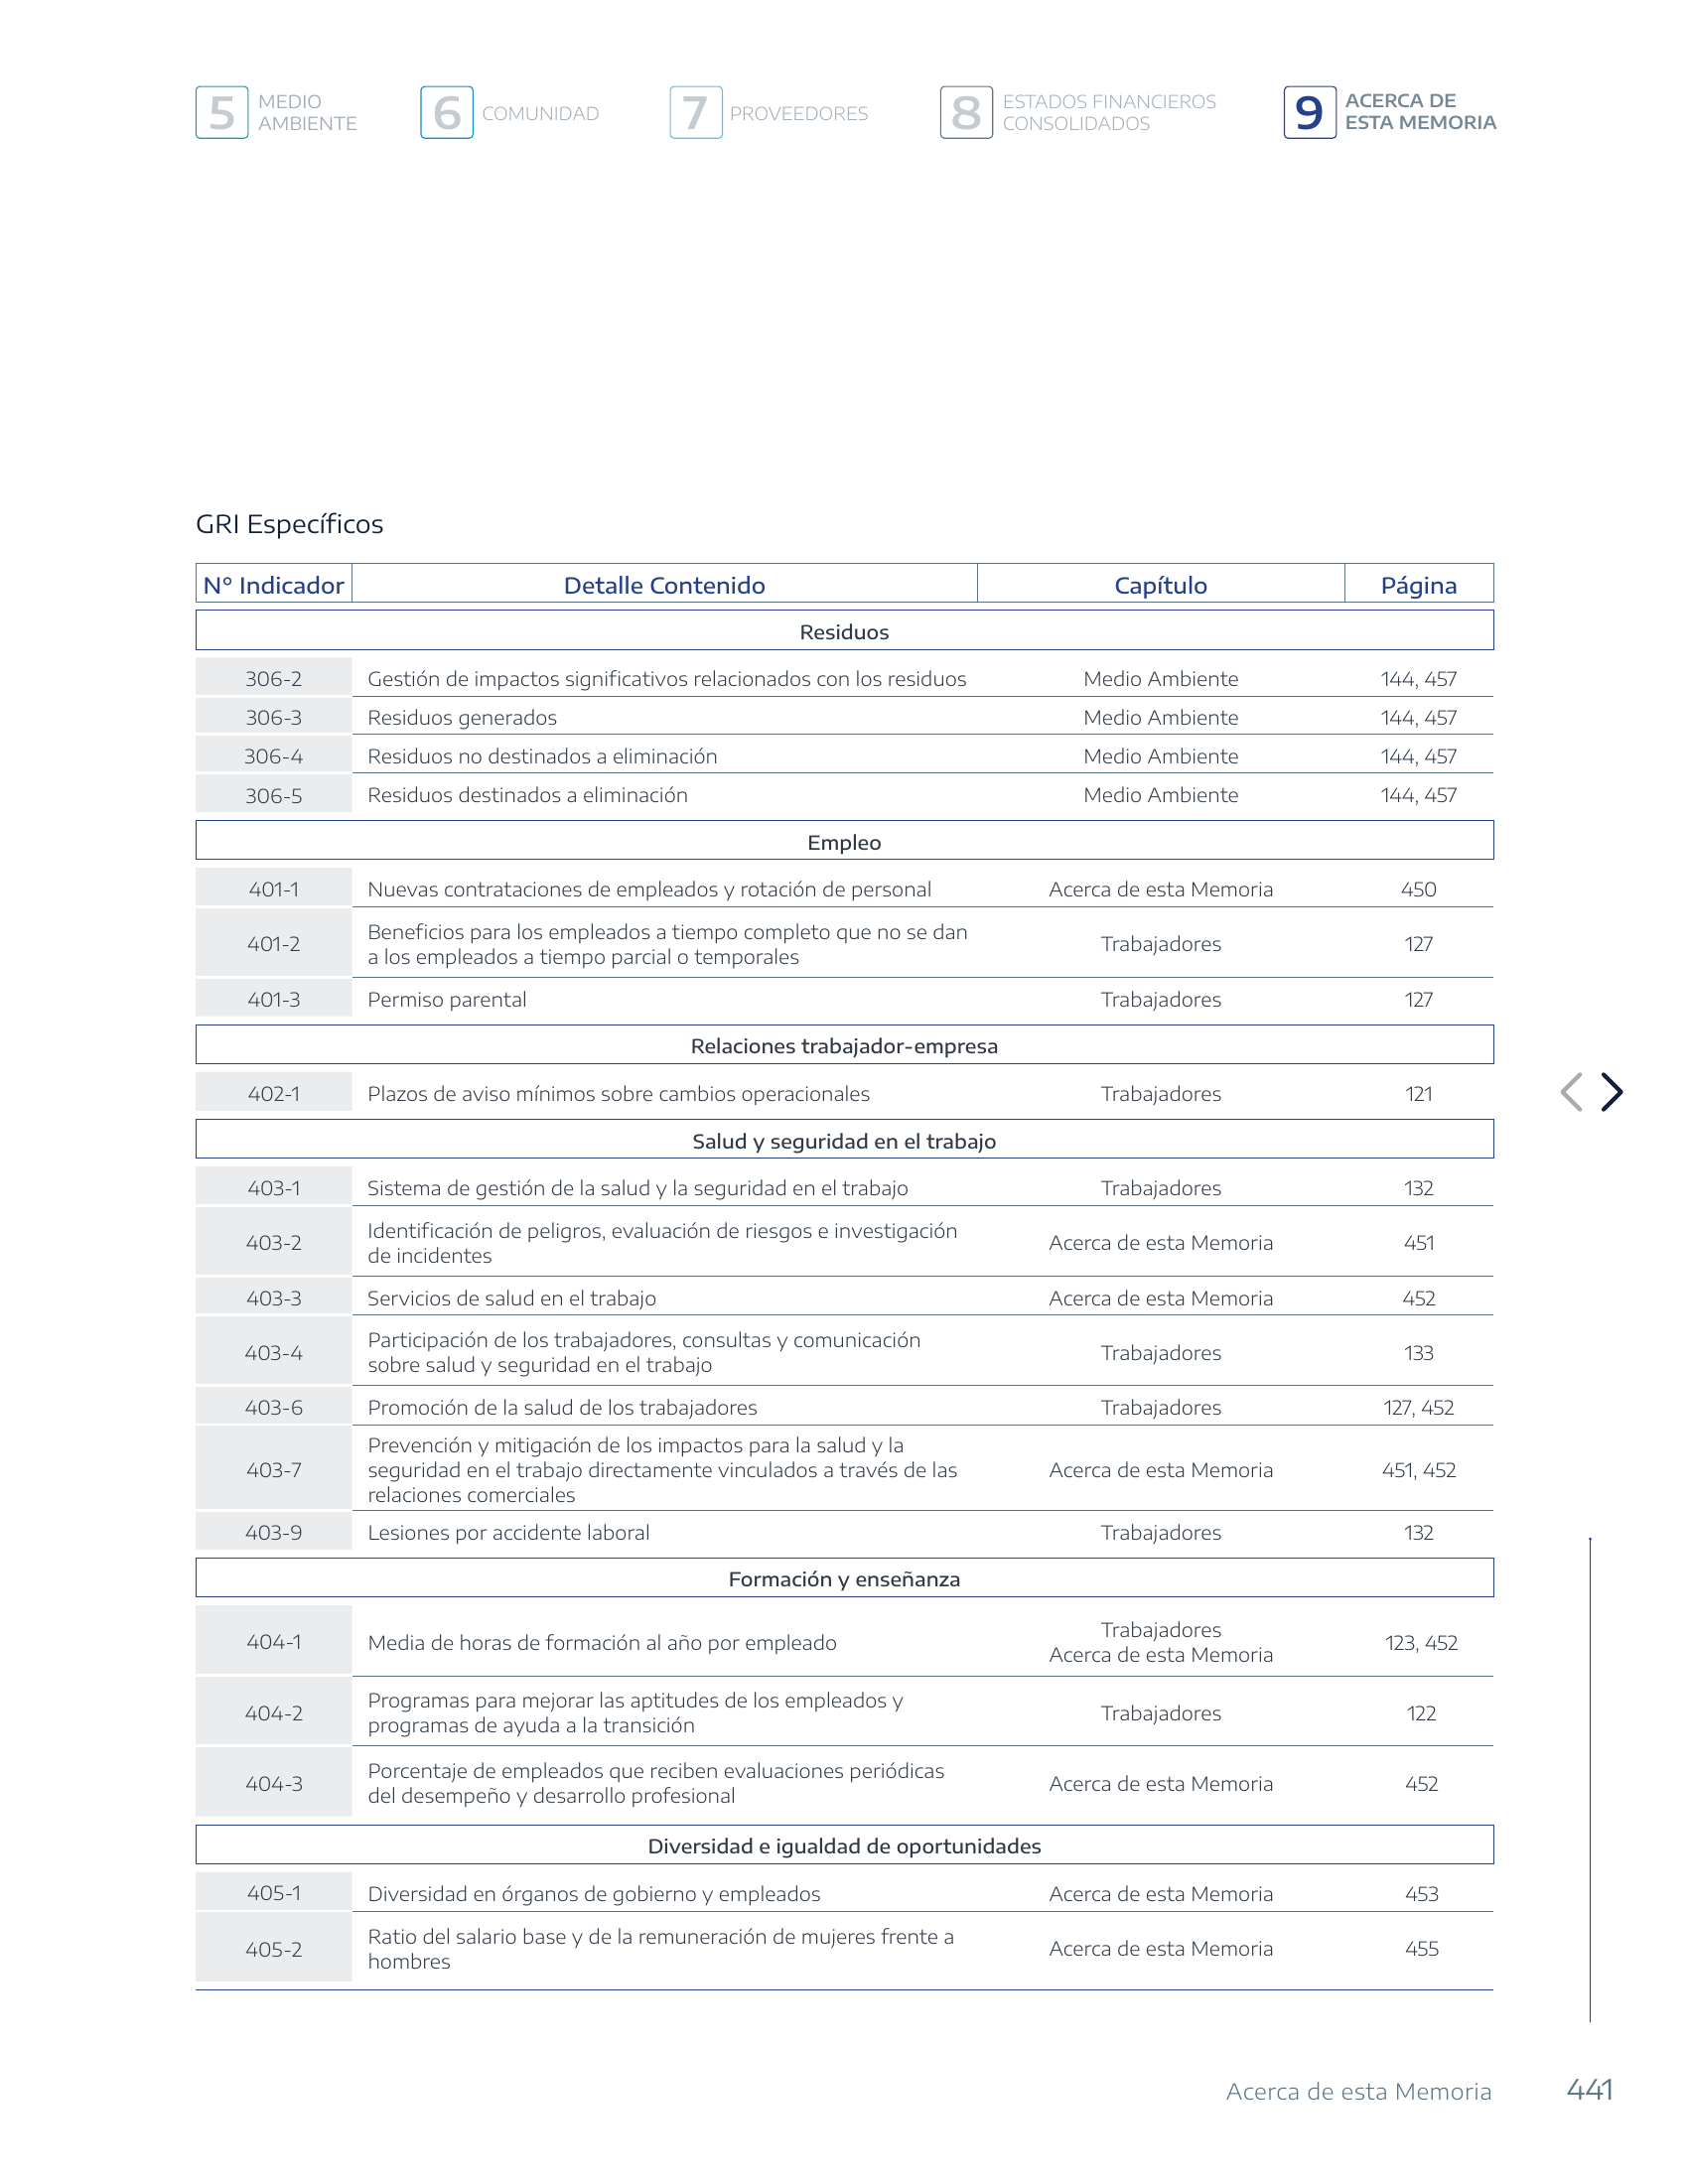 5 MEDIO AMBIENTE
6 COMUNIDAD
7 PROVEEDORES
8 ESTADOS FINANCIEROS CONSOLIDADOS
9 ACERCA DE ESTA MEMORIA
GRI Específicos
N° Indicador Detalle Contenido Capítulo Página
Residuos
306-2 Gestión de impactos significativos relacionados con los residuos Medio Ambiente 144, 457
306-3 Residuos generados Medio Ambiente 144, 457
306-4 Residuos no destinados a eliminación Medio Ambiente 144, 457
306-5 Residuos destinados a eliminación Medio Ambiente 144, 457
Empleo
401-1 Nuevas contrataciones de empleados y rotación de personal Acerca de esta Memoria 450
401-2 Beneficios para los empleados a tiempo completo que no se dan
a los empleados a tiempo parcial o temporales Trabajadores 127
401-3 Permiso parental Trabajadores 127
Relaciones trabajador-empresa
402-1 Plazos de aviso mínimos sobre cambios operacionales Trabajadores 121
Salud y seguridad en el trabajo
403-1 Sistema de gestión de la salud y la seguridad en el trabajo Trabajadores 132
403-2 Identificación de peligros, evaluación de riesgos e investigación
de incidentes Acerca de esta Memoria 451
403-3 Servicios de salud en el trabajo Acerca de esta Memoria 452
403-4 Participación de los trabajadores, consultas y comunicación
sobre salud y seguridad en el trabajo Trabajadores 133
403-6 Promoción de la salud de los trabajadores Trabajadores 127, 452
403-7 Prevención y mitigación de los impactos para la salud y la
seguridad en el trabajo directamente vinculados a través de las
relaciones comerciales Acerca de esta Memoria 451, 452
403-9 Lesiones por accidente laboral Trabajadores 132
Formación y enseñanza
404-1 Media de horas de formación al año por empleado Trabajadores
Acerca de esta Memoria 123, 452
404-2 Programas para mejorar las aptitudes de los empleados y
programas de ayuda a la transición Trabajadores 122
404-3 Porcentaje de empleados que reciben evaluaciones periódicas
del desempeño y desarrollo profesional Acerca de esta Memoria 452
Diversidad e igualdad de oportunidades
405-1 Diversidad en órganos de gobierno y empleados Acerca de esta Memoria 453
405-2 Ratio del salario base y de la remuneración de mujeres frente a
hombres Acerca de esta Memoria 455
Acerca de esta Memoria 441